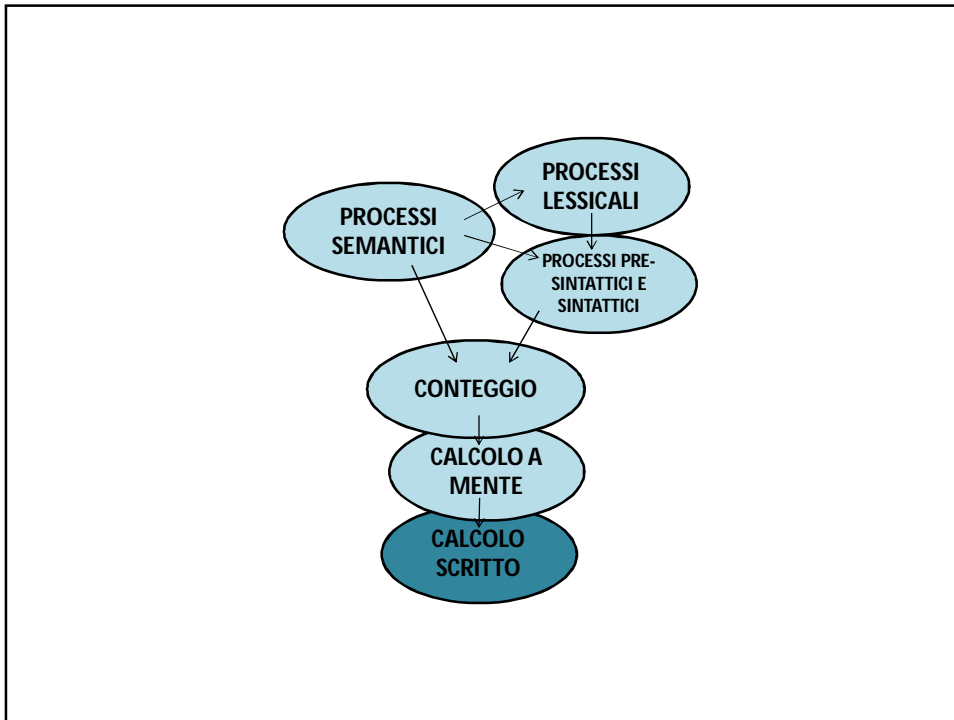 PROCESSI
LESSICALI
PROCESSI
SEMANTICI
PROCESSI PRE-
SINTATTICI E
SINTATTICI
CONTEGGIO
CALCOLO A
MENTE
CALCOLO
SCRITTO